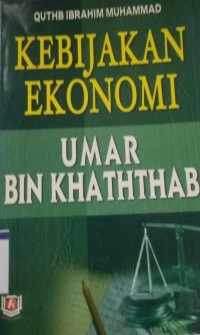 QUTHB IBRAHIM MUHAMMAD
KEBIJAKAN
EKONOMI
UMAR
BIN KHATHTHAB